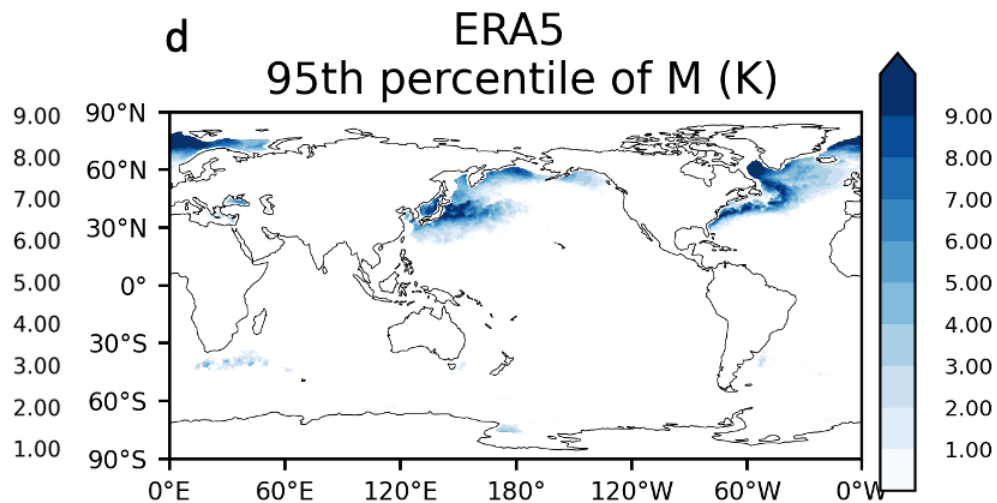 d
ERA5
95th percentile of M (K)
9.00
8.00
7.00
6.00
5.00
4.00
3.00
2.00
1.00
90°N
60°N
30°N
0°
30°S
60°S
90°S
0°E
60°E
120°E
180°
120°W
60°W
0°W
9.00
8.00
7.00
6.00
5.00
4.00
3.00
2.00
1.00